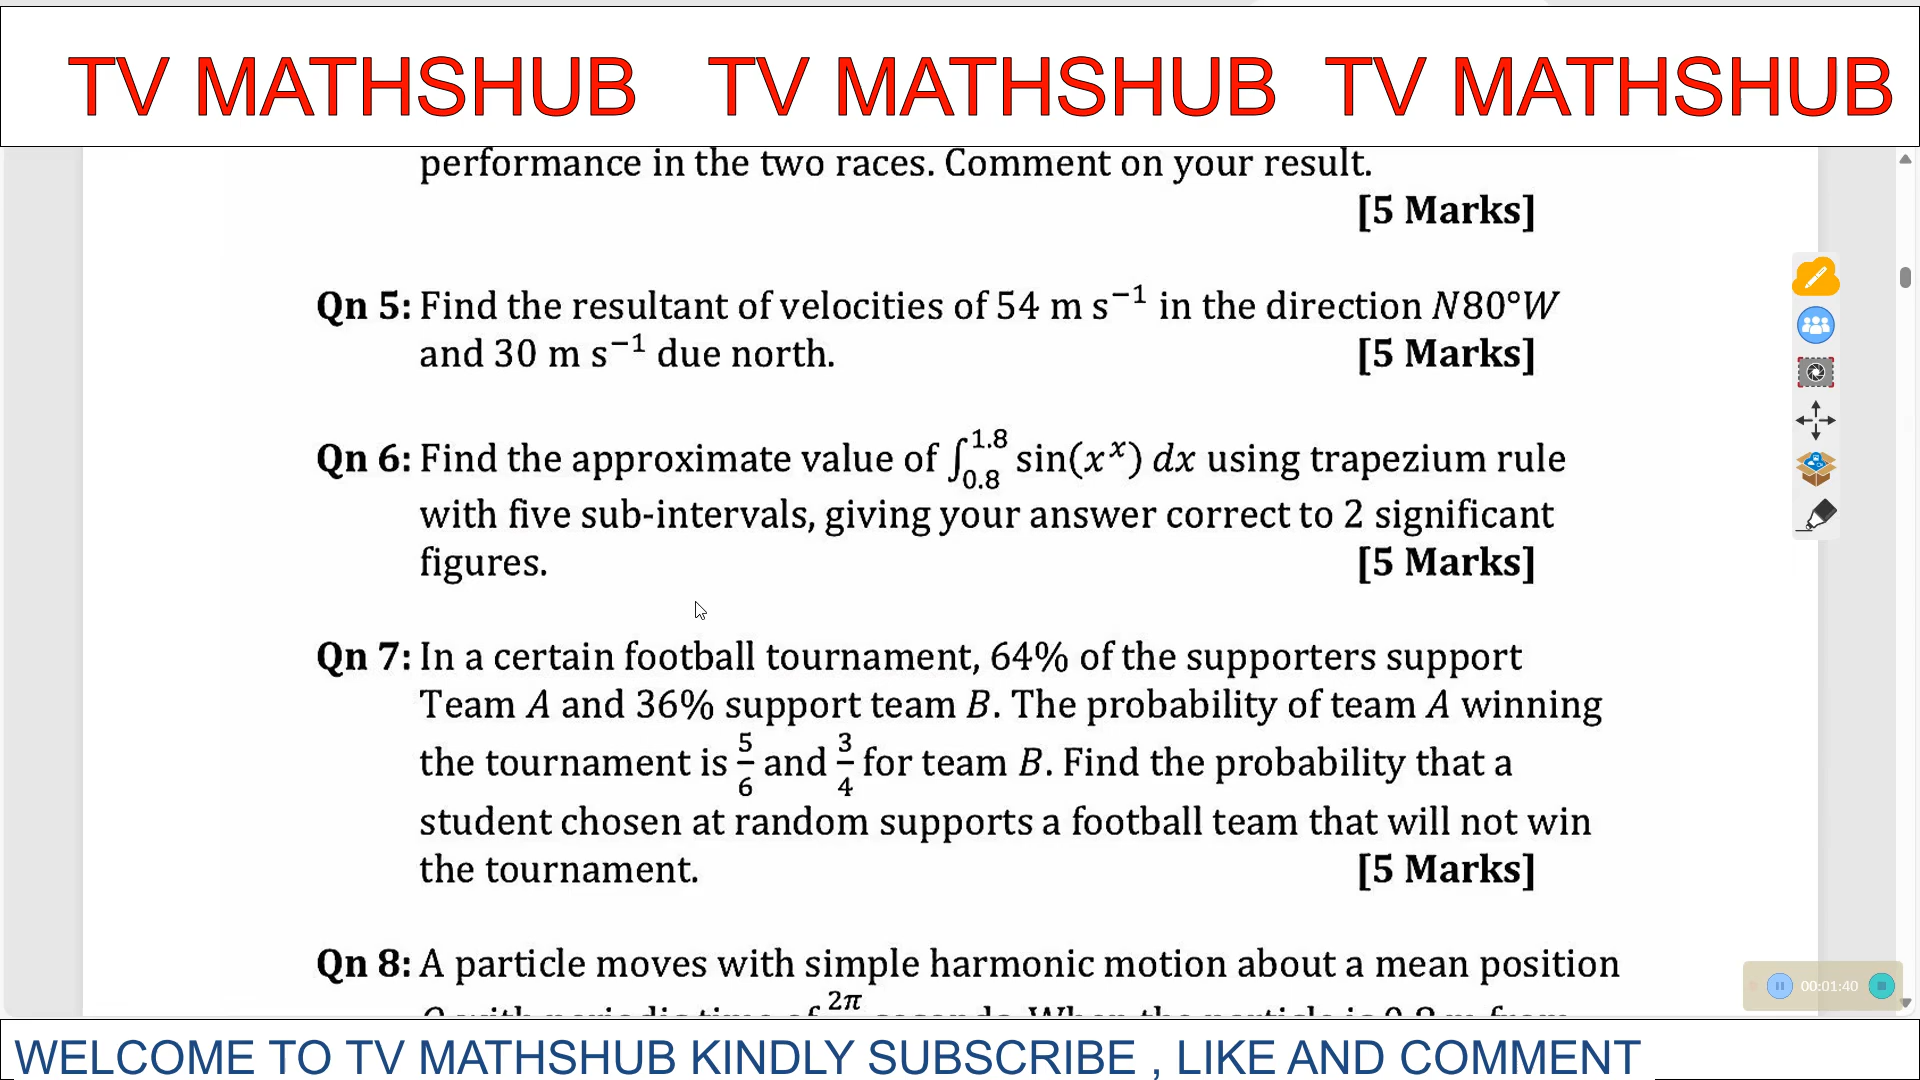 TV MATHSHUB TV MATHSHUB TV MATHSHUB
performance in the two races. Comment on your result.
[5 Marks]
Qn 5: Find the resultant of velocities of 54 m s⁻¹ in the direction N80°W
and 30 m s⁻¹ due north. [5 Marks]
Qn 6: Find the approximate value of ∫_{0.8}^{1.8} sin(xˣ) dx using trapezium rule
with five sub-intervals, giving your answer correct to 2 significant
figures. [5 Marks]
Qn 7: In a certain football tournament, 64% of the supporters support
Team A and 36% support team B. The probability of team A winning
the tournament is 5/6 and 3/4 for team B. Find the probability that a
student chosen at random supports a football team that will not win
the tournament. [5 Marks]
Qn 8: A particle moves with simple harmonic motion about a mean position
2π
00:01:40
WELCOME TO TV MATHSHUB KINDLY SUBSCRIBE , LIKE AND COMMENT